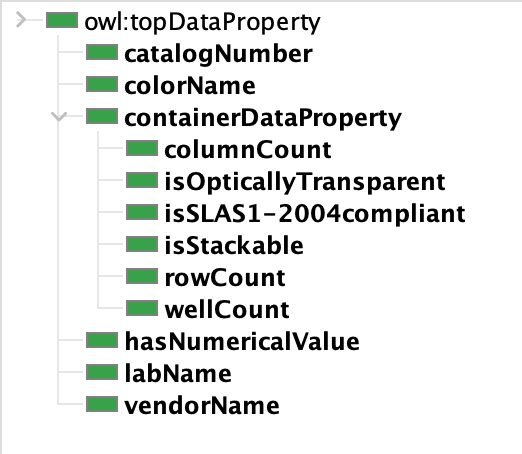 owl:topDataProperty
catalogNumber
colorName
containerDataProperty
columnCount
isOpticallyTransparent
isSLAS1-2004compliant
isStackable
rowCount
wellCount
hasNumericalValue
labName
vendorName